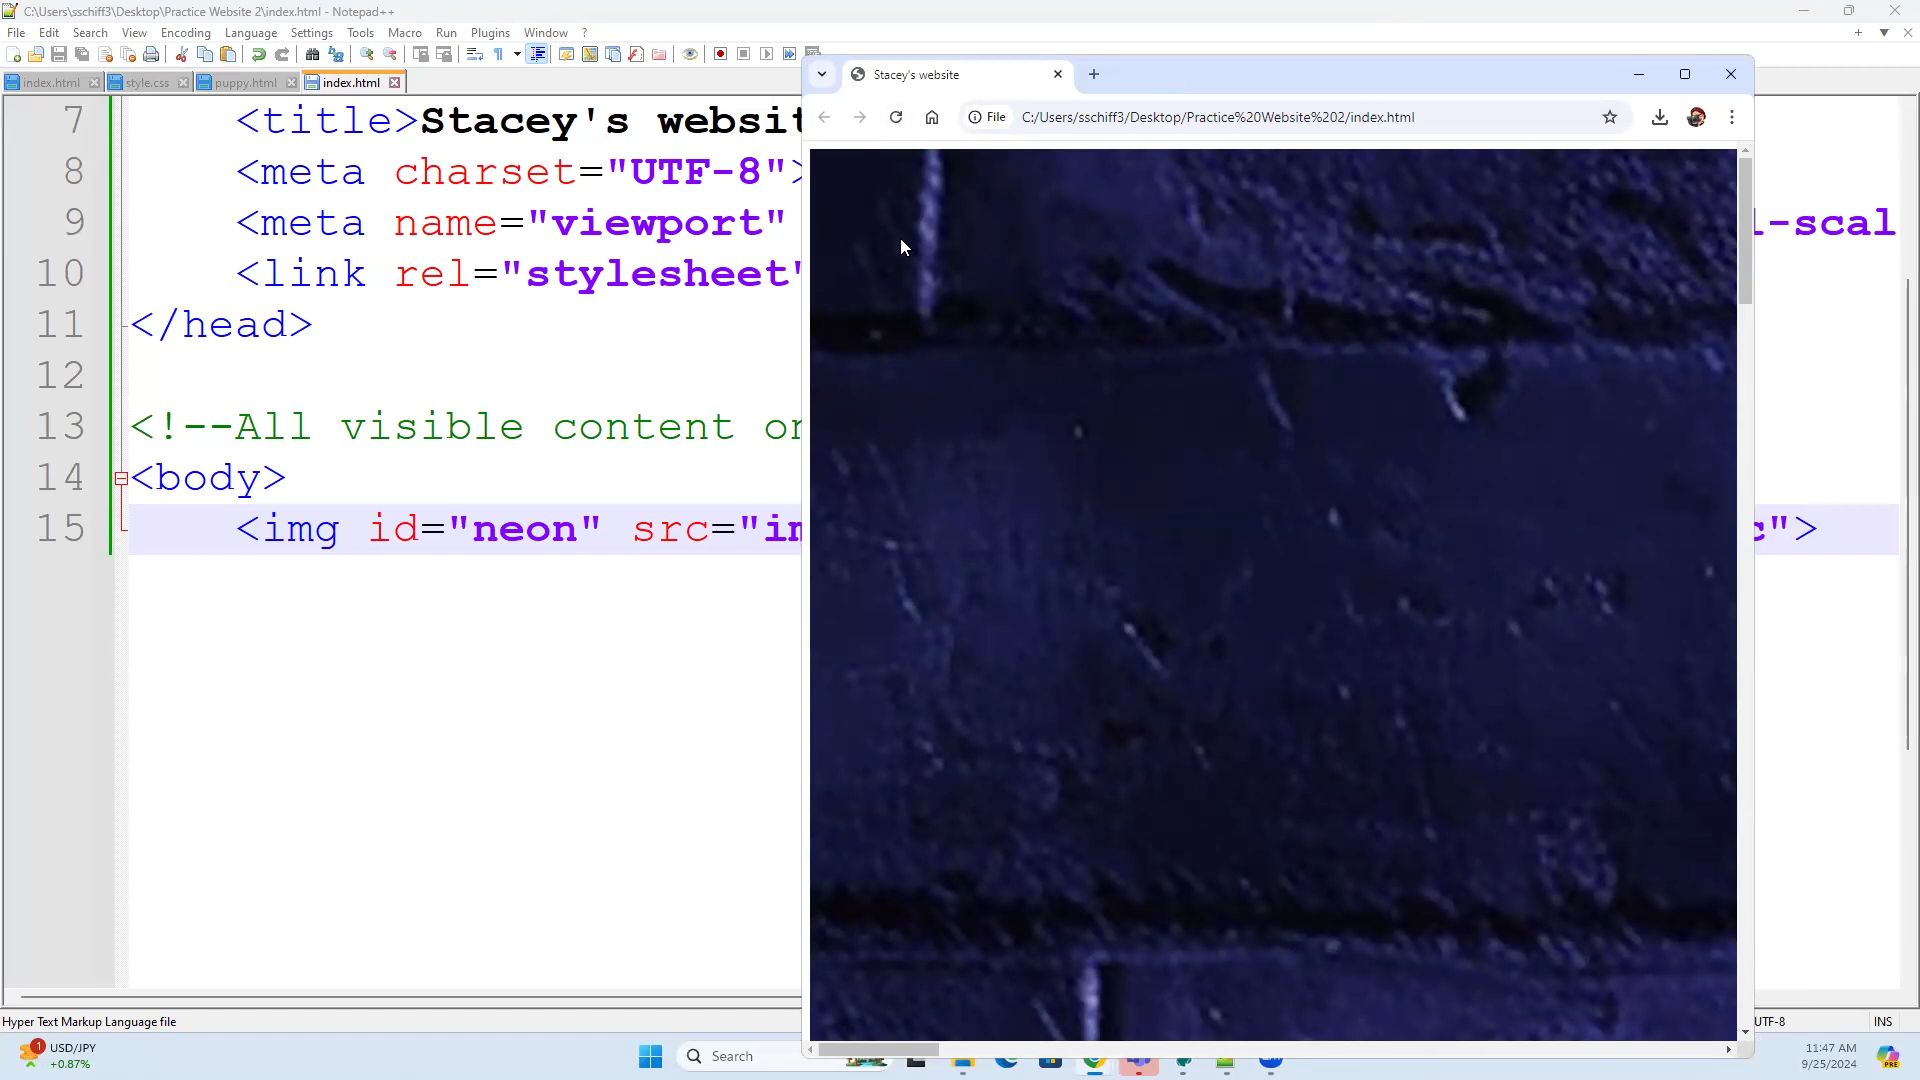 C:\Users\sschiff3\Desktop\Practice Website 2\index.html - Notepad++
File Edit Search View Encoding Language Settings Tools Macro Run Plugins Window ?
index.html style.css puppy.html index.html
Stacey's website
File C:/Users/sschiff3/Desktop/Practice%20Website%202/index.html
7 <title>Stacey's websit
8 <meta charset="UTF-8">
9 <meta name="viewport" l-scal
10 <link rel="stylesheet"
11 </head>
12
13 <!--All visible content on
14 <body>
15 <img id="neon" src="im c">
Hyper Text Markup Language file UTF-8 INS
1 USD/JPY
+0.87%
Search
11:47 AM
9/25/2024
PRE